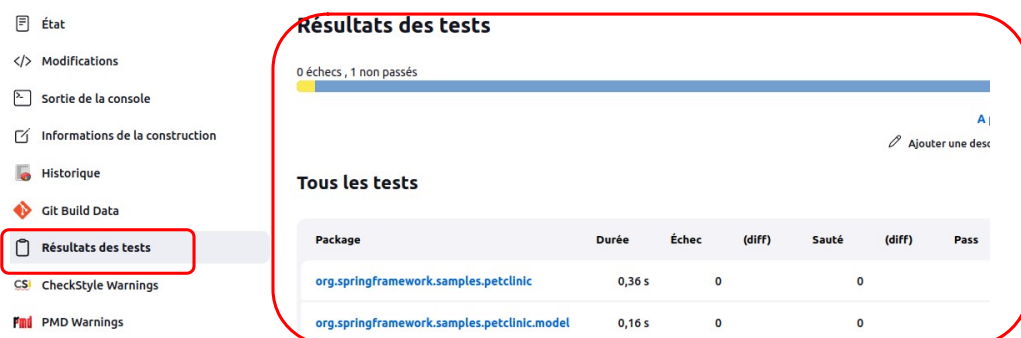 État
Modifications
Sortie de la console
Informations de la construction
Historique
Git Build Data
Résultats des tests
CS! CheckStyle Warnings
PMD Warnings
Résultats des tests
0 échecs , 1 non passés
A
Ajouter une desc
Tous les tests
Package Durée Échec (diff) Sauté (diff) Pass
org.springframework.samples.petclinic 0,36 s 0 0
org.springframework.samples.petclinic.model 0,16 s 0 0